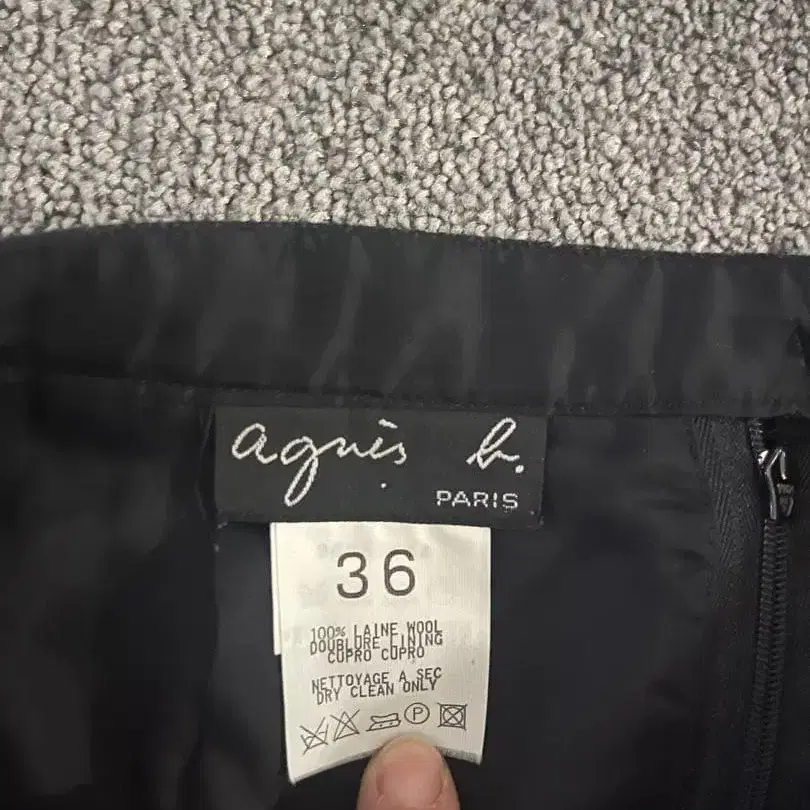 agnès b.
PARIS
36
100% LAINE WOOL
DOUBLURE LINING
CUPRO CUPRO
NETTOYAGE A SEC
DRY CLEAN ONLY
P